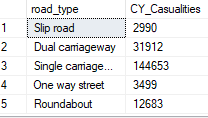 road_type CY_Casualities
1 Slip road 2990
2 Dual carriageway 31912
3 Single carriage... 144653
4 One way street 3499
5 Roundabout 12683